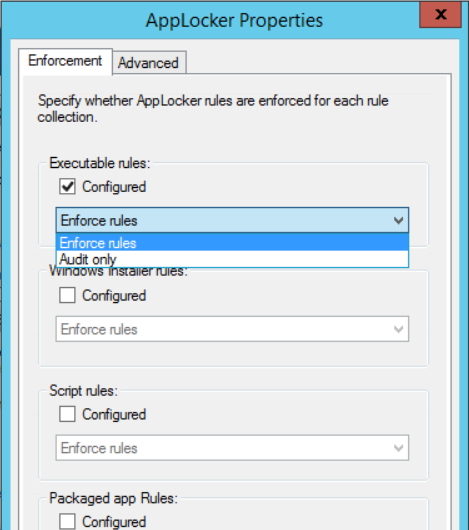 AppLocker Properties
x
Enforcement
Advanced
Specify whether AppLocker rules are enforced for each rule
collection.
Executable rules:
Configured
Enforce rules
Enforce rules
Audit only
Windows Installer rules:
Configured
Enforce rules
Script rules:
Configured
Enforce rules
Packaged app Rules:
Configured